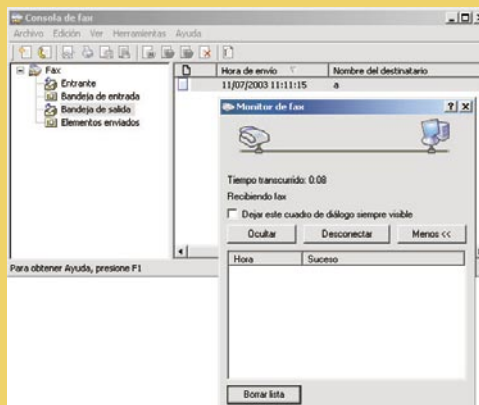 Consola de fax
Archivo Edición Ver Herramientas Ayuda
Fax
Entrante
Bandeja de entrada
Bandeja de salida
Elementos enviados
Hora de envío Nombre del destinatario
11/07/2003 11:11:15 a
Para obtener Ayuda, presione F1
Monitor de fax
Tiempo transcurrido: 0:08
Recibiendo fax
Dejar este cuadro de diálogo siempre visible
Ocultar Desconectar Menos <<
Hora Suceso
Borrar lista